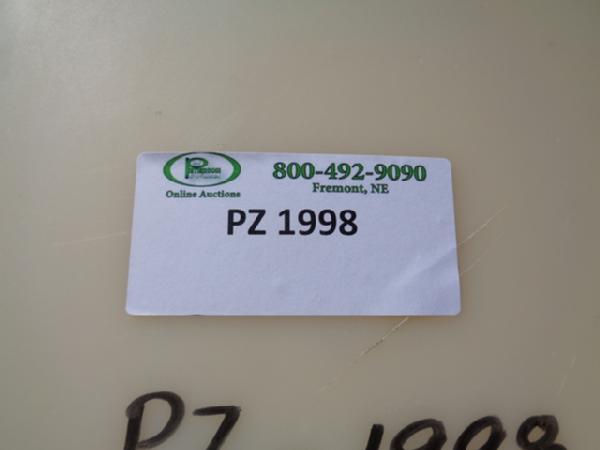 800-492-9090
Online Auctions
Fremont, NE
PZ 1998
PZ 1998